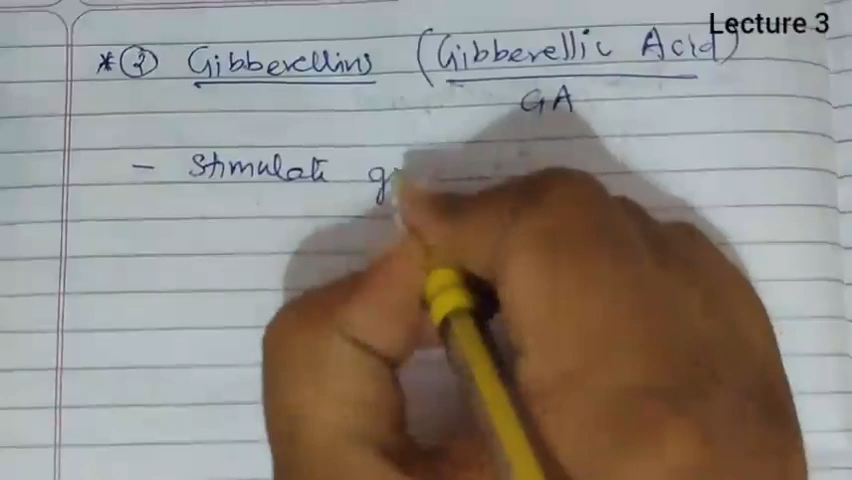 Lecture 3
* ③ Gibberellins (Gibberellic Acid)
GA
- Stimulate